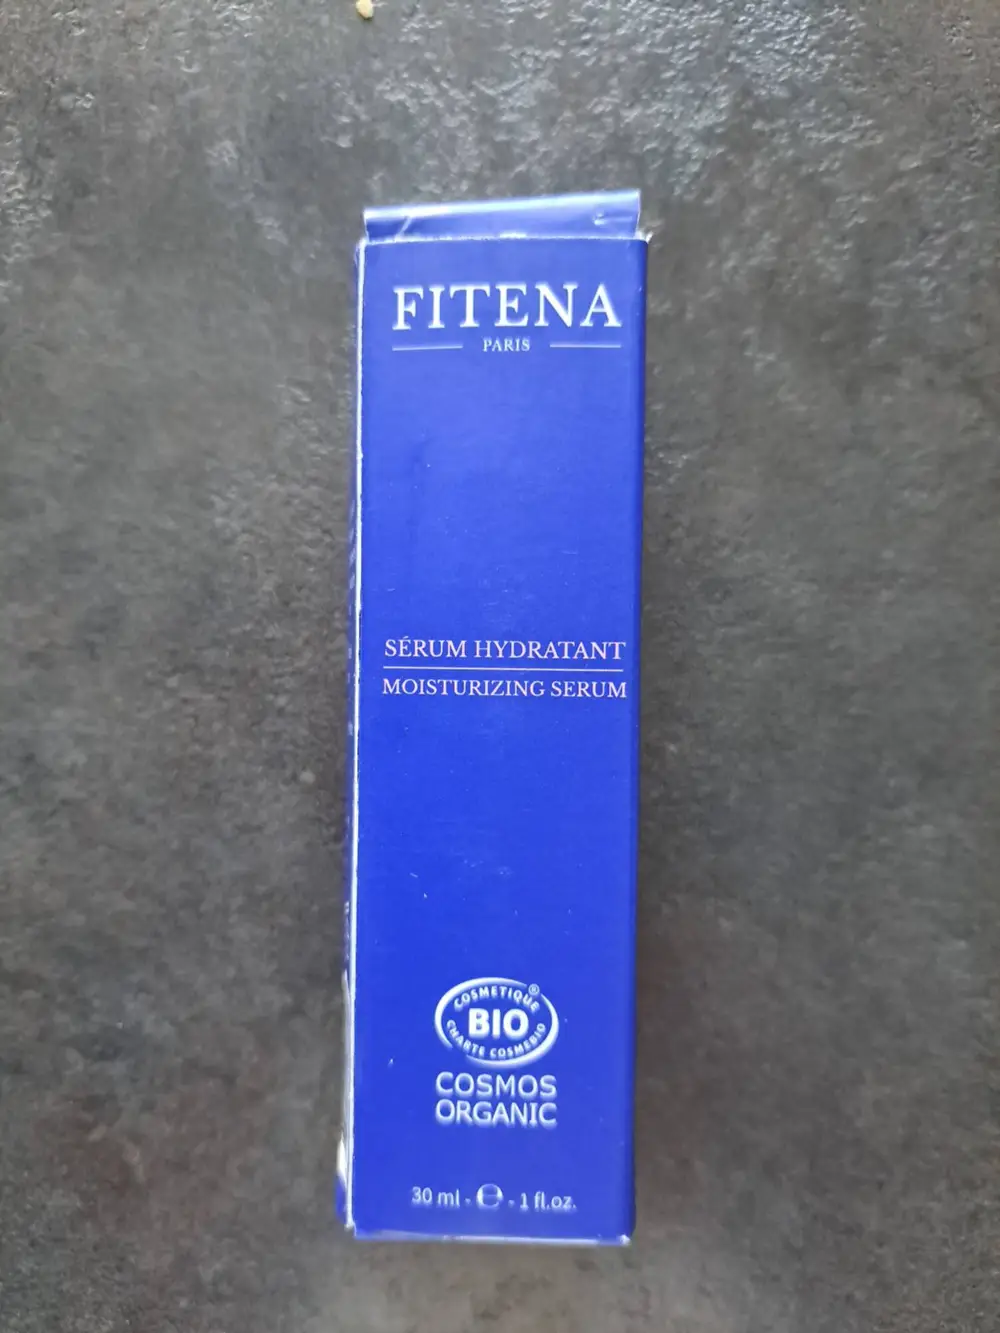 FITENA
PARIS
SÉRUM HYDRATANT
MOISTURIZING SERUM
COSMETIQUE ®
BIO
CHARTE COSMEBIO
COSMOS
ORGANIC
30 ml - ℮ - 1 fl.oz.